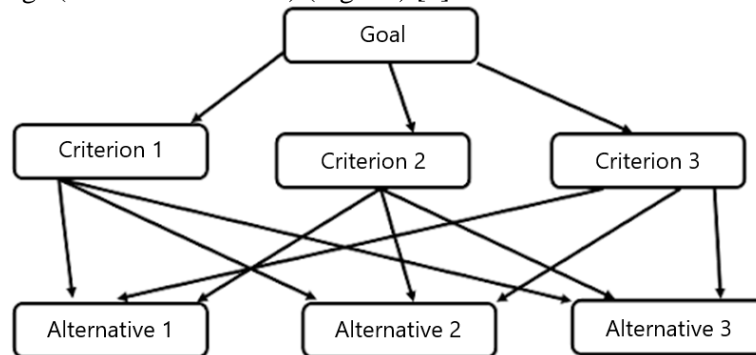 Goal
Criterion 1
Criterion 2
Criterion 3
Alternative 1
Alternative 2
Alternative 3